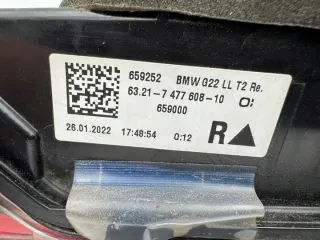 659252 BMW G22 LL T2 Re.
63.21-7 477 608-10 O:
659000
26.01.2022 17:48:54 0:12 R